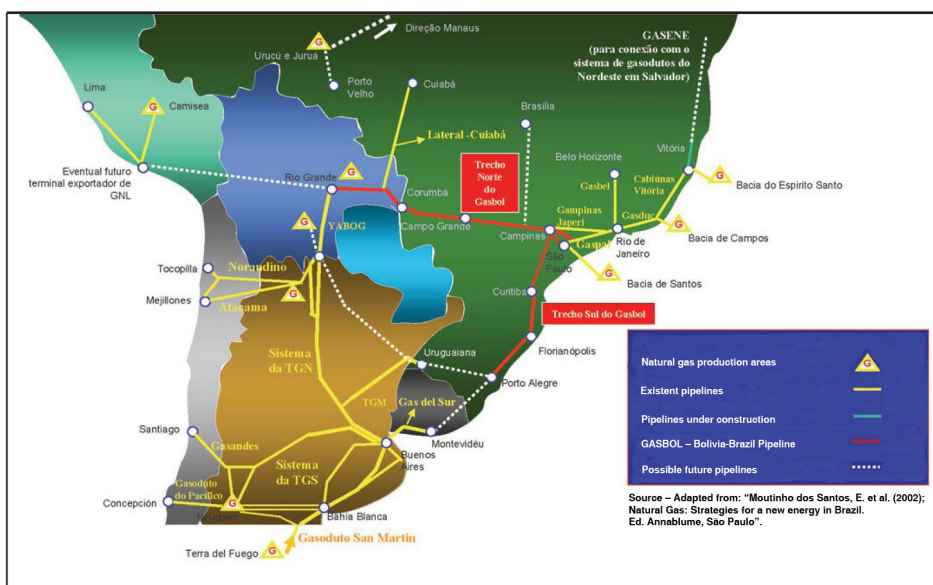 Direção Manaus
GASENE
(para conexão com o
sistema de gasodutos do
Nordeste em Salvador)
Urucú e Juruá
G
Porto
Velho
Cuiabá
Lima
G
Camisea
Brasilia
Lateral -Cuiabá
Vitória
Belo Horizonte
Trecho
Norte
do
Gasbol
Eventual futuro
terminal exportador de
GNL
Rio Grande
G
Corumbá
Gasbel
Cabiúnas
Vitória
G
Bacia do Espirito Santo
G
YABOG
Campo Grande
Campinas
Gampinas
Japeri
Gasduc
G
Bacia de Campos
Gaspal
São
Paulo
Rio de
Janeiro
Tocopilla
Norandino
G
Bacia de Santos
Mejillones
Atacama
G
Curitiba
Trecho Sul do Gasbol
Florianópolis
Sistema
da TGN
Uruguaiana
Porto Alegre
TGM
Gas del Sur
Santiago
Gasandes
Montevidéu
Buenos
Aires
Sistema
da TGS
Gasoduto
do Pacífico
Concepción
G
Bahía Blanca
Gasoduto San Martin
Terra del Fuego
G
Natural gas production areas
G
Existent pipelines
Pipelines under construction
GASBOL – Bolivia-Brazil Pipeline
Possible future pipelines
Source – Adapted from: “Moutinho dos Santos, E. et al. (2002);
Natural Gas: Strategies for a new energy in Brazil.
Ed. Annablume, São Paulo”.